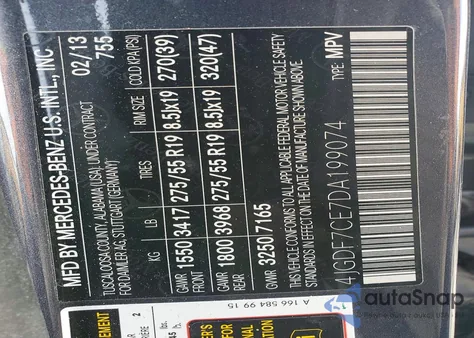 MFD BY MERCEDES-BENZ U.S. INTL., INC.
TUSCALOOSA COUNTY, ALABAMA (USA) UNDER CONTRACT 02/13
FOR DAIMLER AG STUTTGART (GERMANY) 755
KG LB TIRES RIM SIZE COLD KPA(PSI)
GAWR 1550 3417 275/55 R19 8.5Jx19 270(39)
FRONT
GAWR 1800 3968 275/55 R19 8.5Jx19 320(47)
REAR
GVWR 3250 7165
THIS VEHICLE CONFORMS TO ALL APPLICABLE FEDERAL MOTOR VEHICLE SAFETY
STANDARDS IN EFFECT ON THE DATE OF MANUFACTURE SHOWN ABOVE.
4JGDF7CE7DA199074 TYPE: MPV
A 166 584 99 15
2
autoSnap